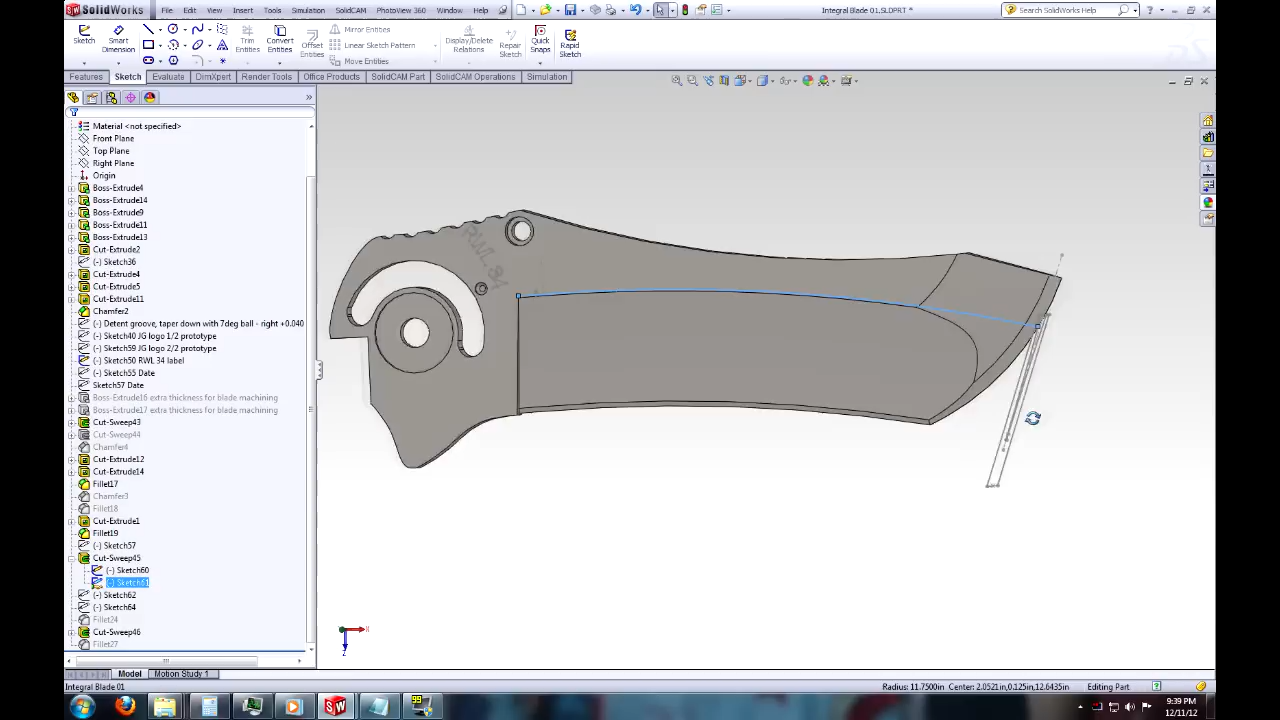 SolidWorks File Edit View Insert Tools Simulation SolidCAM PhotoView 360 Window Help Integral Blade 01.SLDPRT * Search SolidWorks Help
Sketch Smart Dimension Trim Entities Convert Entities Offset Entities Mirror Entities Linear Sketch Pattern Move Entities Display/Delete Relations Repair Sketch Quick Snaps Rapid Sketch
Features Sketch Evaluate DimXpert Render Tools Office Products SolidCAM Part SolidCAM Operations Simulation
Material <not specified>
Front Plane
Top Plane
Right Plane
Origin
Boss-Extrude4
Boss-Extrude14
Boss-Extrude9
Boss-Extrude11
Boss-Extrude13
Cut-Extrude2
(-) Sketch36
Cut-Extrude4
Cut-Extrude5
Cut-Extrude11
Chamfer2
(-) Detent groove, taper down with 7deg ball - right +0.040
(-) Sketch40 JG logo 1/2 prototype
(-) Sketch59 JG logo 2/2 prototype
Sketch50 RWL 34 label
(-) Sketch55 Date
Sketch57 Date
Boss-Extrude16 extra thickness for blade machining
Boss-Extrude17 extra thickness for blade machining
Cut-Sweep43
Cut-Sweep44
Chamfer4
Cut-Extrude12
Cut-Extrude14
Fillet17
Chamfer3
Fillet18
Cut-Extrude1
Fillet19
(-) Sketch57
Cut-Sweep45
(-) Sketch60
(-) Sketch61
(-) Sketch62
(-) Sketch64
Fillet24
Cut-Sweep46
Fillet27
RWL 34
X
Z
Model Motion Study 1
Integral Blade 01 Radius: 11.7500in Center: 2.0521in,0.125in,12.6435in Editing Part
99
9:39 PM
12/11/12